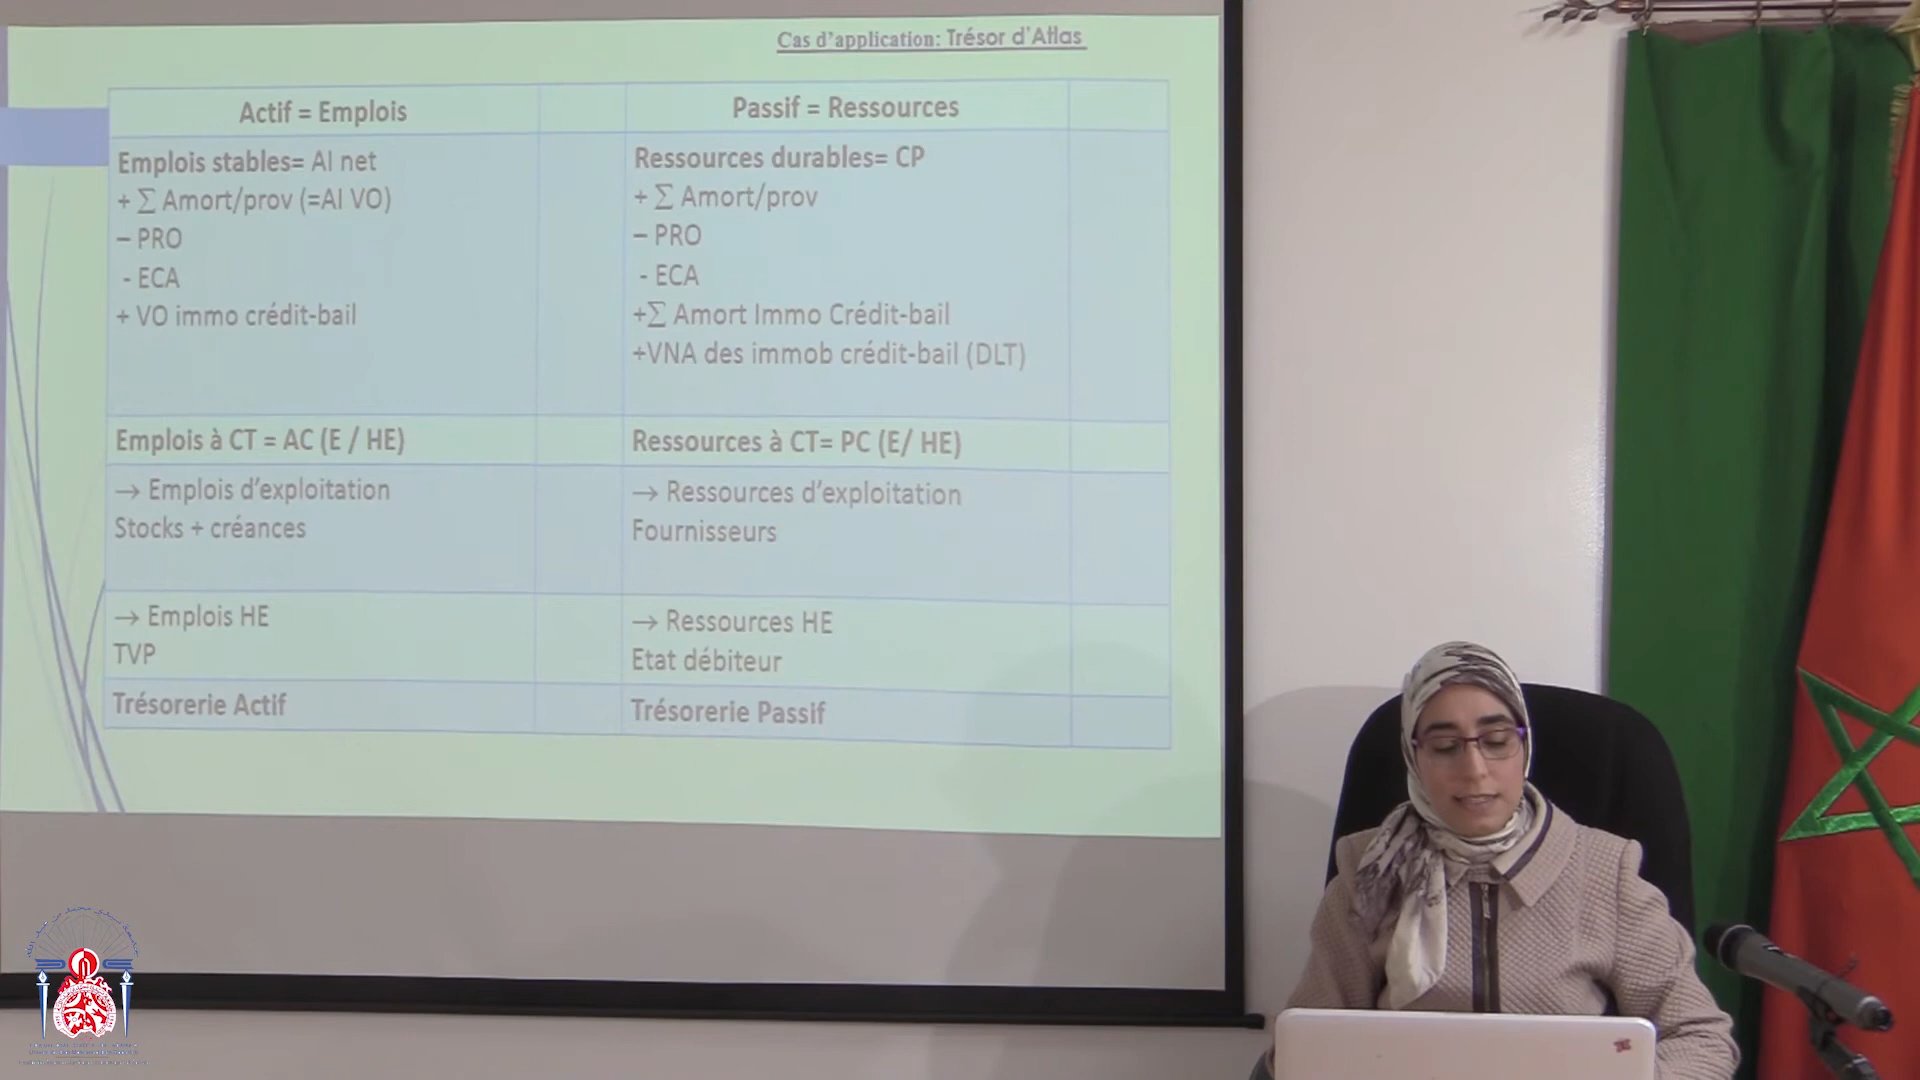 Cas d'application: Trésor d'Atlas
Actif = Emplois
Passif = Ressources
Emplois stables= AI net
+ ∑ Amort/prov (=AI VO)
– PRO
- ECA
+ VO immo crédit-bail
Ressources durables= CP
+ ∑ Amort/prov
– PRO
- ECA
+∑ Amort Immo Crédit-bail
+VNA des immob crédit-bail (DLT)
Emplois à CT = AC (E / HE)
Ressources à CT= PC (E/ HE)
→ Emplois d'exploitation
Stocks + créances
→ Ressources d'exploitation
Fournisseurs
→ Emplois HE
TVP
→ Ressources HE
Etat débiteur
Trésorerie Actif
Trésorerie Passif